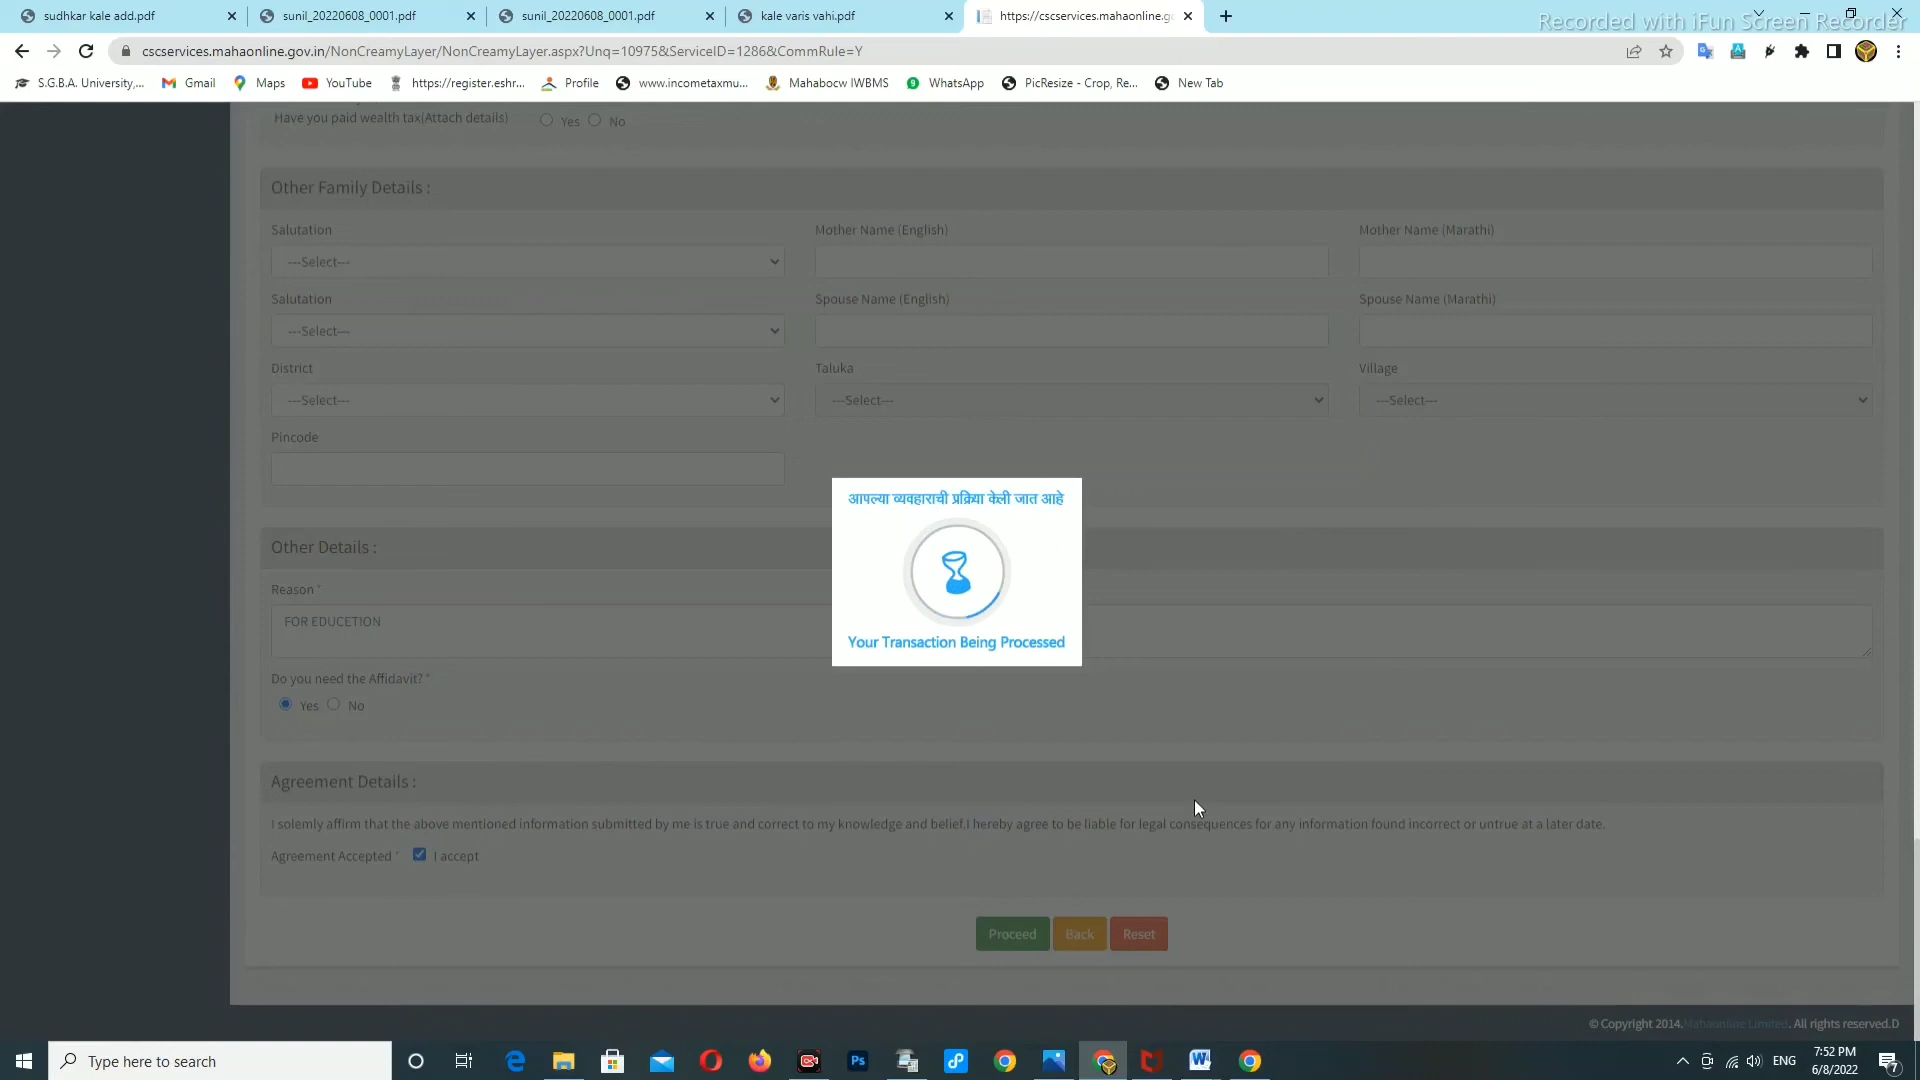 sudhkar kale add.pdf
sunil_20220608_0001.pdf
sunil_20220608_0001.pdf
kale varis vahi.pdf
https://cscservices.mahaonline.g
Recorded with iFun Screen Recorder
cscservices.mahaonline.gov.in/NonCreamyLayer/NonCreamyLayer.aspx?Unq=10975&ServiceID=1286&CommRule=Y
S.G.B.A. University,...
Gmail
Maps
YouTube
https://register.eshr...
Profile
www.incometaxmu...
Mahabocw IWBMS
9
WhatsApp
PicResize - Crop, Re...
New Tab
Have you paid wealth tax(Attach details)
Yes
No
Other Family Details :
Salutation
Mother Name (English)
Mother Name (Marathi)
---Select---
Salutation
Spouse Name (English)
Spouse Name (Marathi)
---Select---
District
Taluka
Village
---Select---
---Select---
---Select---
Pincode
आपल्या व्यवहाराची प्रक्रिया केली जात आहे
Your Transaction Being Processed
Other Details :
Reason *
FOR EDUCETION
Do you need the Affidavit? *
Yes
No
Agreement Details :
I solemly affirm that the above mentioned information submitted by me is true and correct to my knowledge and belief.I hereby agree to be liable for legal consequences for any information found incorrect or untrue at a later date.
Agreement Accepted *
I accept
Proceed
Back
Reset
© Copyright 2014,Mahaonline Limited. All rights reserved.D
Type here to search
Ps
ENG
7:52 PM
6/8/2022
7